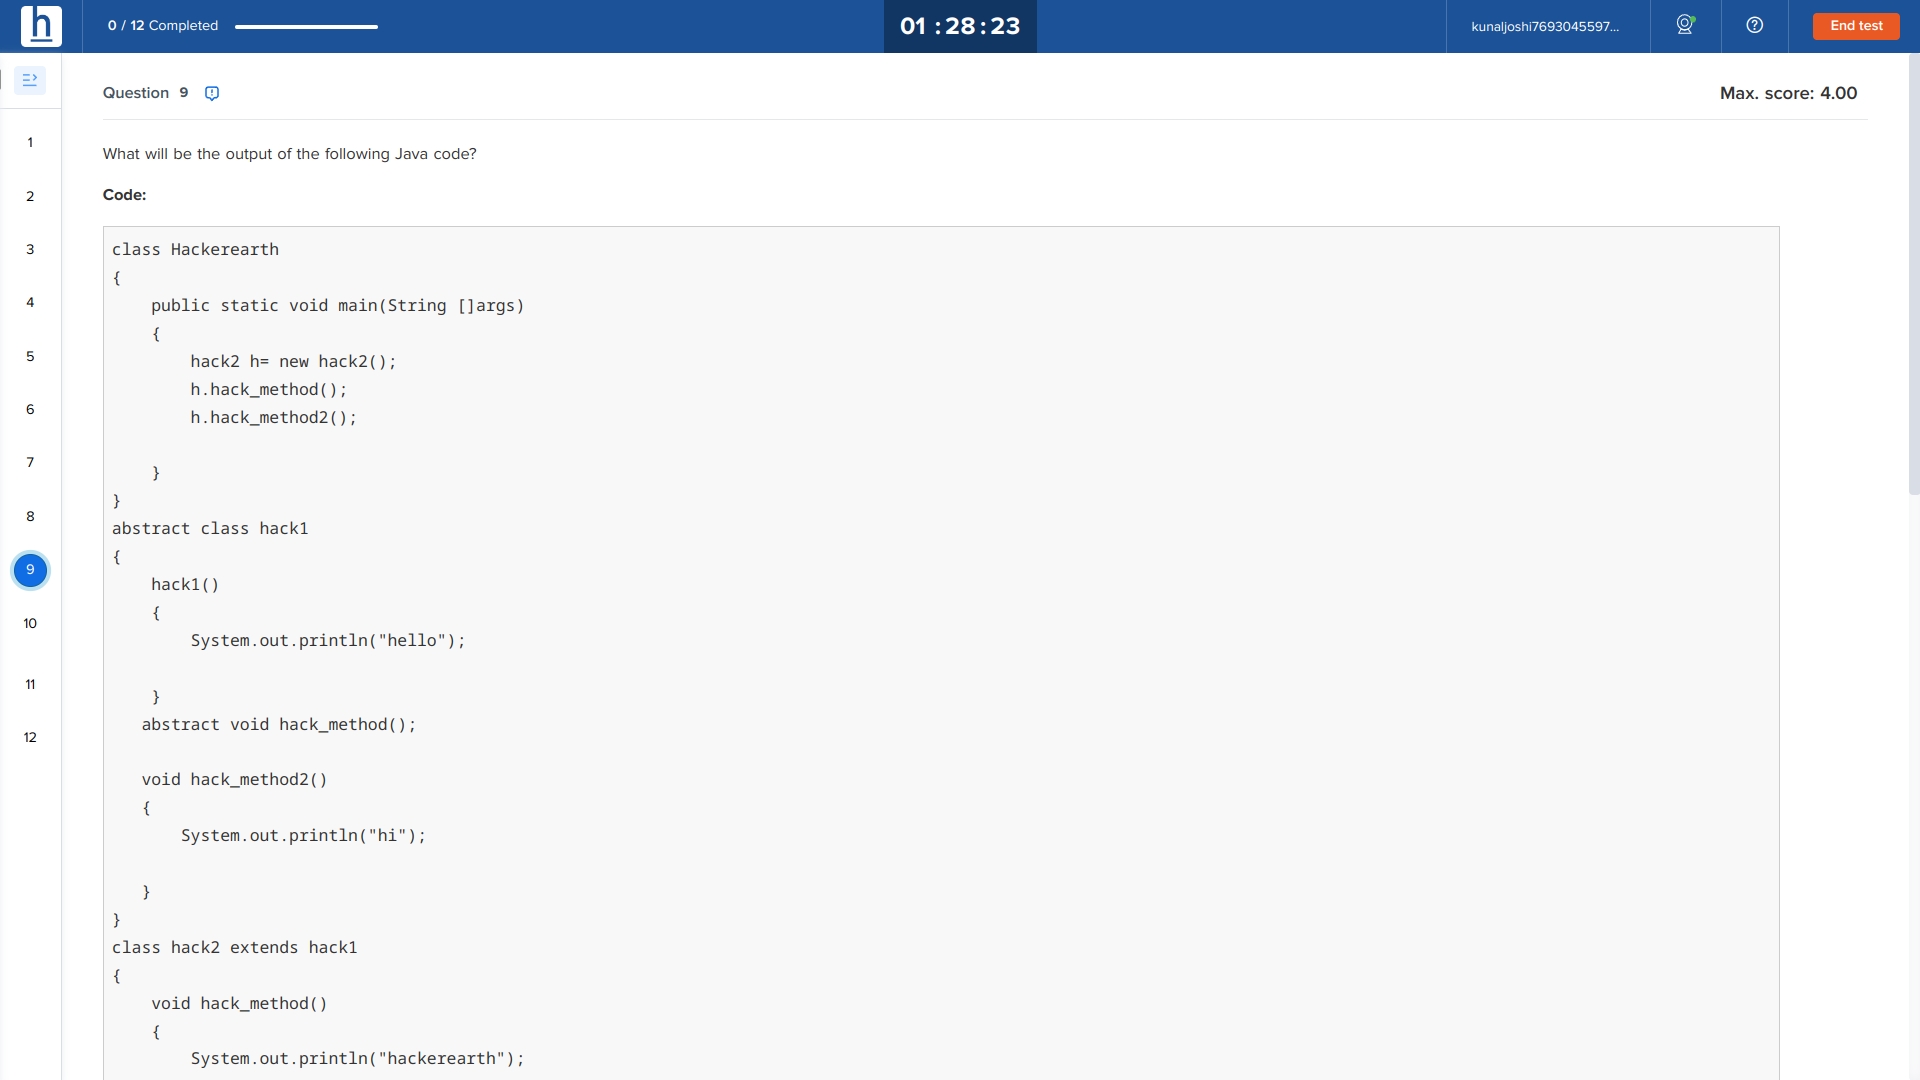 h
0 / 12 Completed
01 : 28 : 23
kunaljoshi7693045597...
End test
Question 9
Max. score: 4.00
1
2
3
4
5
6
7
8
9
10
11
12
What will be the output of the following Java code?
Code:
class Hackerearth
{
    public static void main(String []args)
    {
        hack2 h= new hack2();
        h.hack_method();
        h.hack_method2();
    }
}
abstract class hack1
{
    hack1()
    {
        System.out.println("hello");
    }
   abstract void hack_method();
   void hack_method2()
   {
       System.out.println("hi");
   }
}
class hack2 extends hack1
{
    void hack_method()
    {
        System.out.println("hackerearth");